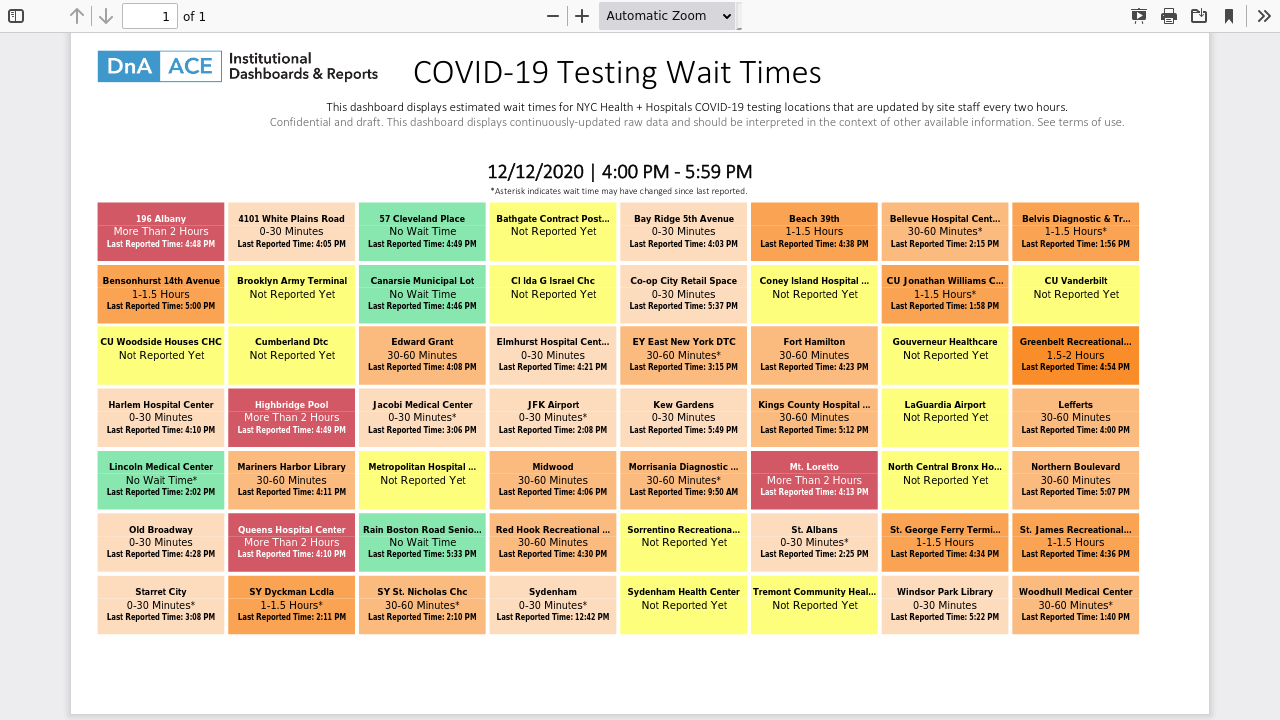 1 of 1 Automatic Zoom
DnA ACE Institutional
Dashboards & Reports
COVID-19 Testing Wait Times
This dashboard displays estimated wait times for NYC Health + Hospitals COVID-19 testing locations that are updated by site staff every two hours.
Confidential and draft. This dashboard displays continuously-updated raw data and should be interpreted in the context of other available information. See terms of use.
12/12/2020 | 4:00 PM - 5:59 PM
*Asterisk indicates wait time may have changed since last reported.
196 Albany
More Than 2 Hours
Last Reported Time: 4:48 PM
4101 White Plains Road
0-30 Minutes
Last Reported Time: 4:05 PM
57 Cleveland Place
No Wait Time
Last Reported Time: 4:49 PM
Bathgate Contract Post...
Not Reported Yet
Bay Ridge 5th Avenue
0-30 Minutes
Last Reported Time: 4:03 PM
Beach 39th
1-1.5 Hours
Last Reported Time: 4:38 PM
Bellevue Hospital Cent...
30-60 Minutes*
Last Reported Time: 2:15 PM
Belvis Diagnostic & Tr...
1-1.5 Hours*
Last Reported Time: 1:56 PM
Bensonhurst 14th Avenue
1-1.5 Hours
Last Reported Time: 5:00 PM
Brooklyn Army Terminal
Not Reported Yet
Canarsie Municipal Lot
No Wait Time
Last Reported Time: 4:46 PM
Cl Ida G Israel Chc
Not Reported Yet
Co-op City Retail Space
0-30 Minutes
Last Reported Time: 5:37 PM
Coney Island Hospital ...
Not Reported Yet
CU Jonathan Williams C...
1-1.5 Hours*
Last Reported Time: 1:58 PM
CU Vanderbilt
Not Reported Yet
CU Woodside Houses CHC
Not Reported Yet
Cumberland Dtc
Not Reported Yet
Edward Grant
30-60 Minutes
Last Reported Time: 4:08 PM
Elmhurst Hospital Cent...
0-30 Minutes
Last Reported Time: 4:21 PM
EY East New York DTC
30-60 Minutes*
Last Reported Time: 3:15 PM
Fort Hamilton
30-60 Minutes
Last Reported Time: 4:23 PM
Gouverneur Healthcare
Not Reported Yet
Greenbelt Recreational...
1.5-2 Hours
Last Reported Time: 4:54 PM
Harlem Hospital Center
0-30 Minutes
Last Reported Time: 4:10 PM
Highbridge Pool
More Than 2 Hours
Last Reported Time: 4:49 PM
Jacobi Medical Center
0-30 Minutes*
Last Reported Time: 3:06 PM
JFK Airport
0-30 Minutes*
Last Reported Time: 2:08 PM
Kew Gardens
0-30 Minutes
Last Reported Time: 5:49 PM
Kings County Hospital ...
30-60 Minutes
Last Reported Time: 5:12 PM
LaGuardia Airport
Not Reported Yet
Lefferts
30-60 Minutes
Last Reported Time: 4:00 PM
Lincoln Medical Center
No Wait Time*
Last Reported Time: 2:02 PM
Mariners Harbor Library
30-60 Minutes
Last Reported Time: 4:11 PM
Metropolitan Hospital ...
Not Reported Yet
Midwood
30-60 Minutes
Last Reported Time: 4:06 PM
Morrisania Diagnostic ...
30-60 Minutes*
Last Reported Time: 9:50 AM
Mt. Loretto
More Than 2 Hours
Last Reported Time: 4:13 PM
North Central Bronx Ho...
Not Reported Yet
Northern Boulevard
30-60 Minutes
Last Reported Time: 5:07 PM
Old Broadway
0-30 Minutes
Last Reported Time: 4:28 PM
Queens Hospital Center
More Than 2 Hours
Last Reported Time: 4:10 PM
Rain Boston Road Senio...
No Wait Time
Last Reported Time: 5:33 PM
Red Hook Recreational ...
30-60 Minutes
Last Reported Time: 4:30 PM
Sorrentino Recreationa...
Not Reported Yet
St. Albans
0-30 Minutes*
Last Reported Time: 2:25 PM
St. George Ferry Termi...
1-1.5 Hours
Last Reported Time: 4:34 PM
St. James Recreational...
1-1.5 Hours
Last Reported Time: 4:36 PM
Starret City
0-30 Minutes*
Last Reported Time: 3:08 PM
SY Dyckman Lcdla
1-1.5 Hours*
Last Reported Time: 2:11 PM
SY St. Nicholas Chc
30-60 Minutes*
Last Reported Time: 2:10 PM
Sydenham
0-30 Minutes*
Last Reported Time: 12:42 PM
Sydenham Health Center
Not Reported Yet
Tremont Community Heal...
Not Reported Yet
Windsor Park Library
0-30 Minutes
Last Reported Time: 5:22 PM
Woodhull Medical Center
30-60 Minutes*
Last Reported Time: 1:40 PM